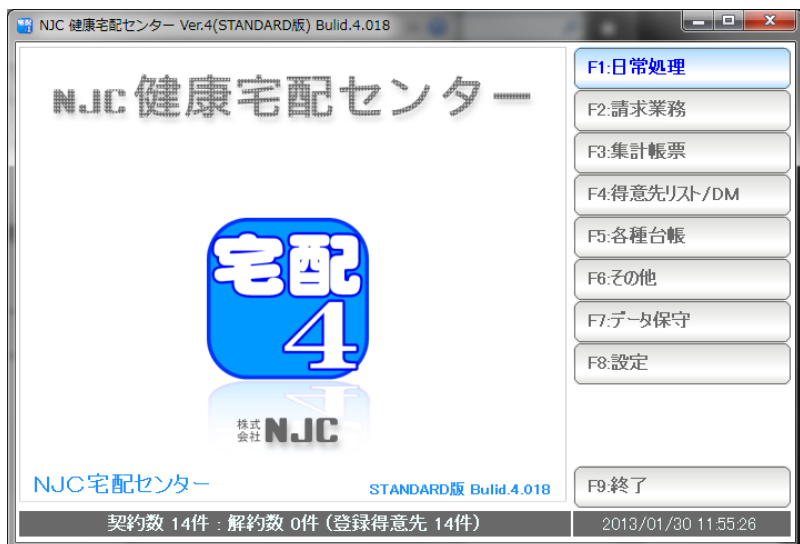 NJC 健康宅配センター Ver.4(STANDARD版) Bulid.4.018
NJC 健康宅配センター
宅配
4
株式会社 NJC
NJC宅配センター
STANDARD版 Bulid.4.018
F1:日常処理
F2:請求業務
F3:集計帳票
F4:得意先リスト/DM
F5:各種台帳
F6:その他
F7:データ保守
F8:設定
F9:終了
契約数 14件 : 解約数 0件 (登録得意先 14件)
2013/01/30 11:55:26